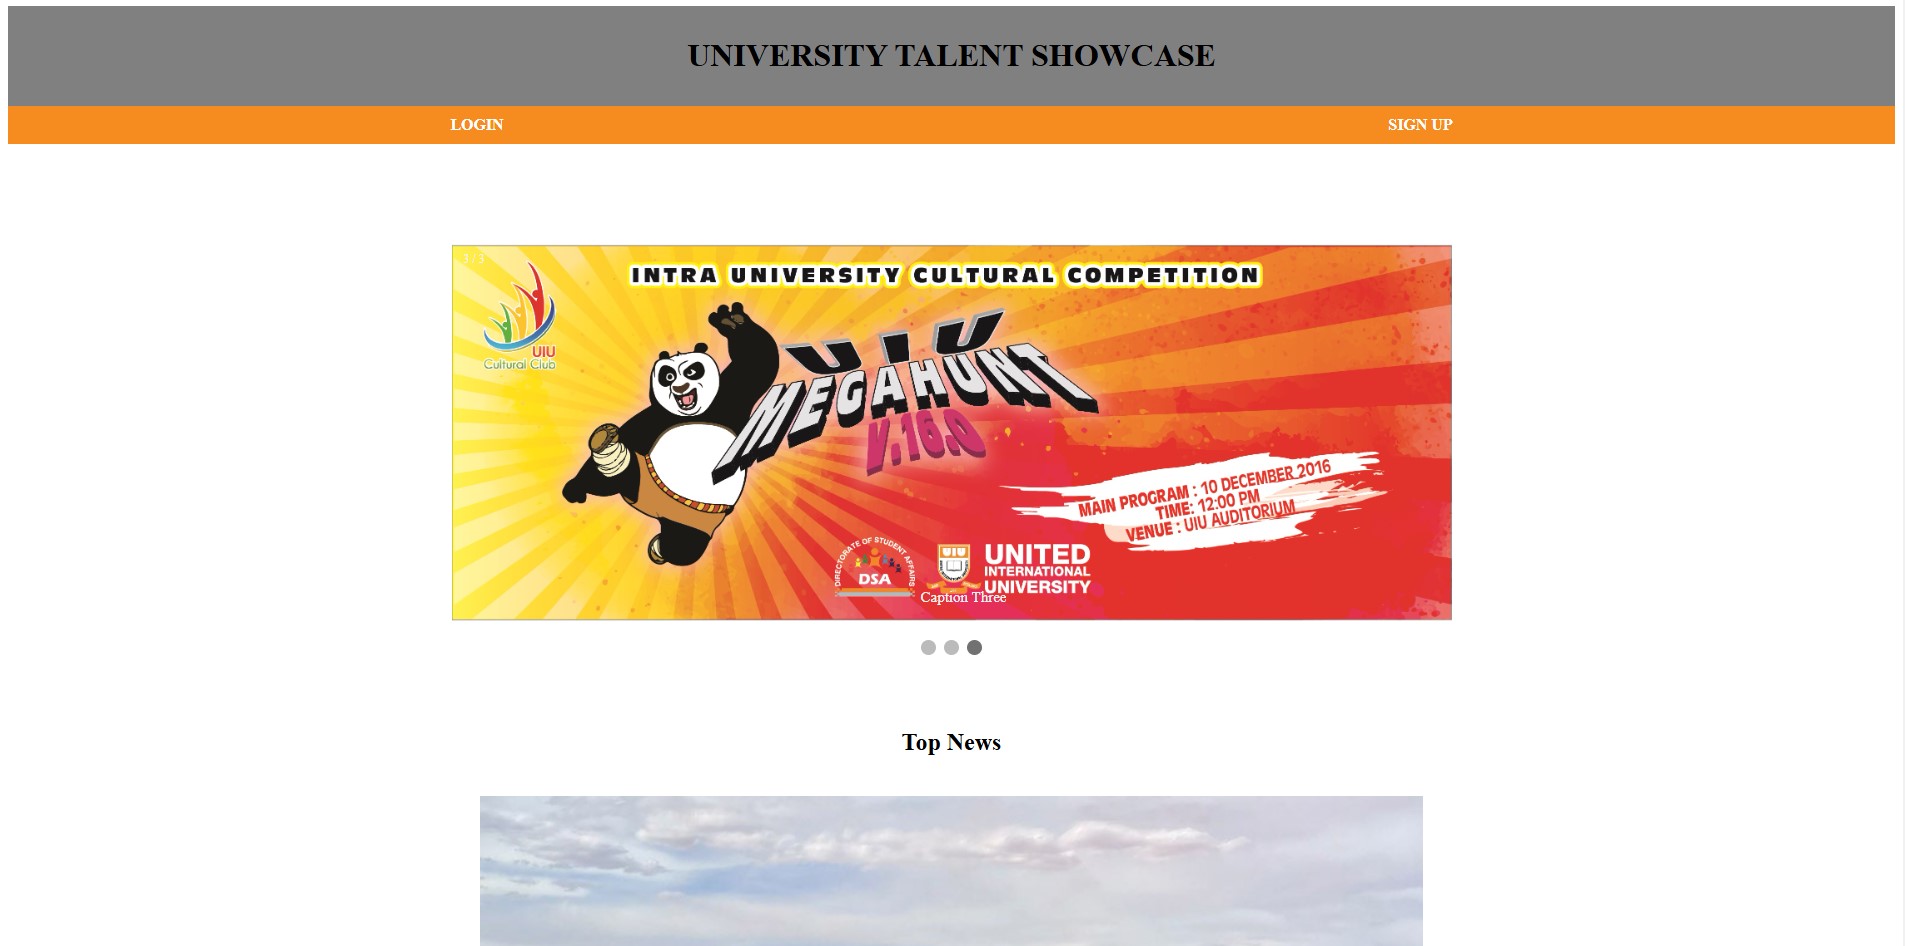 UNIVERSITY TALENT SHOWCASE
LOGIN
SIGN UP
3 / 3
INTRA UNIVERSITY CULTURAL COMPETITION
UIU
Cultural Club
UIU
MEGAHUNT
V.16.0
MAIN PROGRAM : 10 DECEMBER 2016
TIME: 12:00 PM
VENUE : UIU AUDITORIUM
DIRECTORATE OF STUDENT AFFAIRS
DSA
UIU
UNITED
INTERNATIONAL
UNIVERSITY
Caption Three
Top News